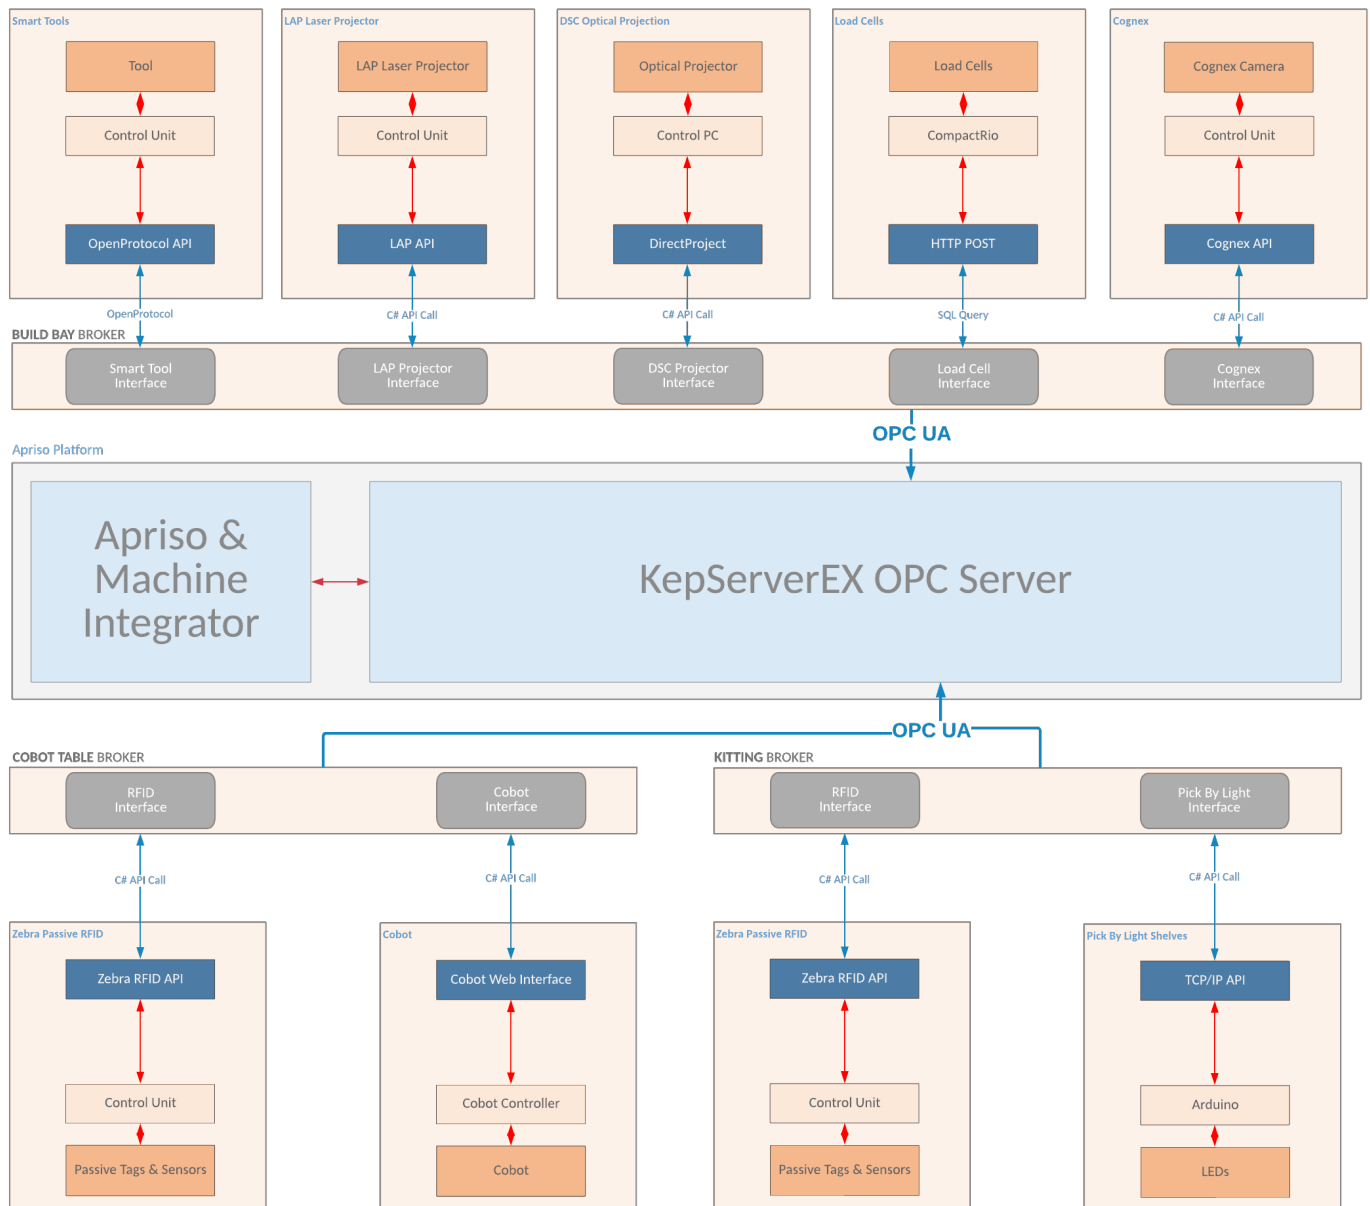 Smart Tools
LAP Laser Projector
DSC Optical Projection
Load Cells
Cognex
Tool
LAP Laser Projector
Optical Projector
Load Cells
Cognex Camera
Control Unit
Control Unit
Control PC
CompactRio
Control Unit
OpenProtocol API
LAP API
DirectProject
HTTP POST
Cognex API
OpenProtocol
C# API Call
C# API Call
SQL Query
C# API Call
BUILD BAY BROKER
Smart Tool
Interface
LAP Projector
Interface
DSC Projector
Interface
Load Cell
Interface
Cognex
Interface
OPC UA
Apriso Platform
Apriso &
Machine
Integrator
KepServerEX OPC Server
OPC UA
COBOT TABLE BROKER
KITTING BROKER
RFID
Interface
Cobot
Interface
RFID
Interface
Pick By Light
Interface
C# API Call
C# API Call
C# API Call
C# API Call
Zebra Passive RFID
Cobot
Zebra Passive RFID
Pick By Light Shelves
Zebra RFID API
Cobot Web Interface
Zebra RFID API
TCP/IP API
Control Unit
Cobot Controller
Control Unit
Arduino
Passive Tags & Sensors
Cobot
Passive Tags & Sensors
LEDs